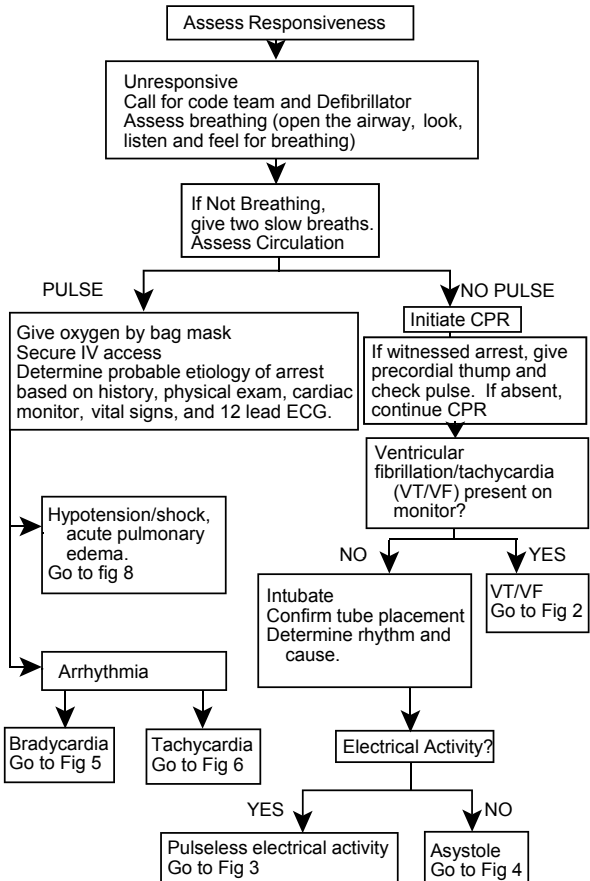 Assess Responsiveness
Unresponsive
Call for code team and Defibrillator
Assess breathing (open the airway, look,
listen and feel for breathing)
If Not Breathing,
give two slow breaths.
Assess Circulation
PULSE
NO PULSE
Give oxygen by bag mask
Secure IV access
Determine probable etiology of arrest
based on history, physical exam, cardiac
monitor, vital signs, and 12 lead ECG.
Initiate CPR
If witnessed arrest, give
precordial thump and
check pulse. If absent,
continue CPR
Ventricular
fibrillation/tachycardia
(VT/VF) present on
monitor?
Hypotension/shock,
acute pulmonary
edema.
Go to fig 8
NO
YES
Intubate
Confirm tube placement
Determine rhythm and
cause.
VT/VF
Go to Fig 2
Arrhythmia
Bradycardia
Go to Fig 5
Tachycardia
Go to Fig 6
Electrical Activity?
YES
NO
Pulseless electrical activity
Go to Fig 3
Asystole
Go to Fig 4